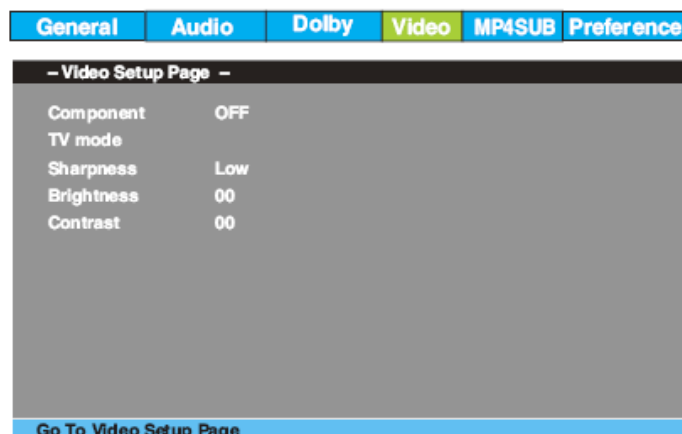 General Audio Dolby Video MP4SUB Preference
– Video Setup Page –
Component OFF
TV mode
Sharpness Low
Brightness 00
Contrast 00
Go To Video Setup Page